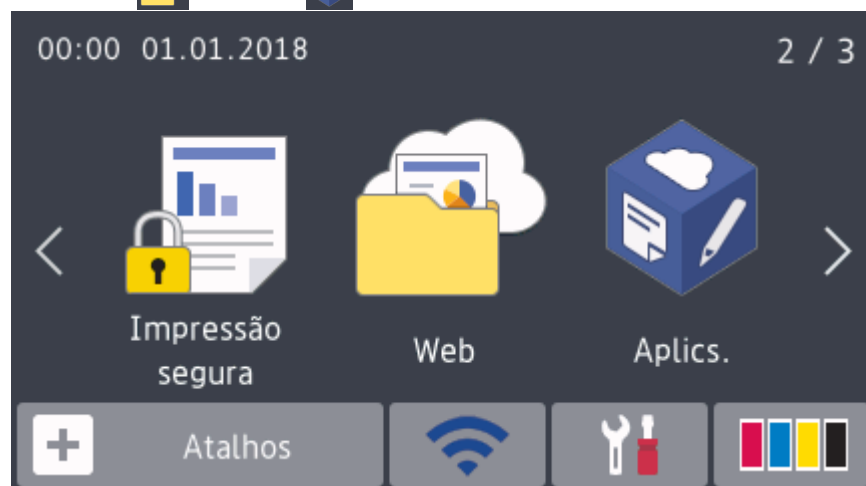 00:00 01.01.2018 2 / 3
Impressão
segura
Web
Aplics.
Atalhos